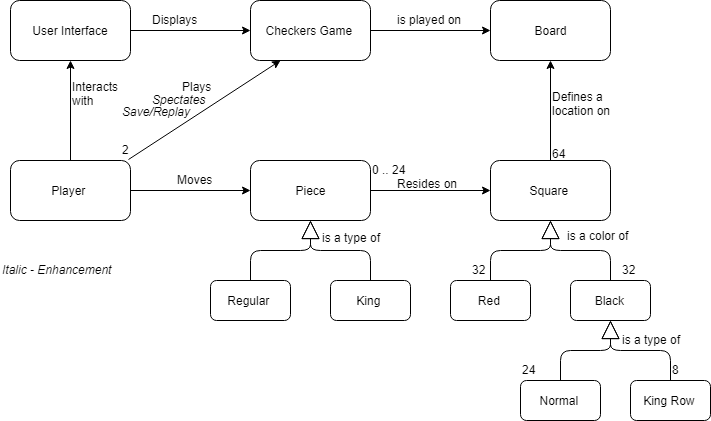 User Interface
Displays
Checkers Game
is played on
Board
Interacts
with
Plays
Spectates
Save/Replay
Defines a
location on
2
64
Player
Moves
Piece
0 .. 24
Resides on
Square
is a type of
is a color of
Italic - Enhancement
32
32
Regular
King
Red
Black
is a type of
24
8
Normal
King Row